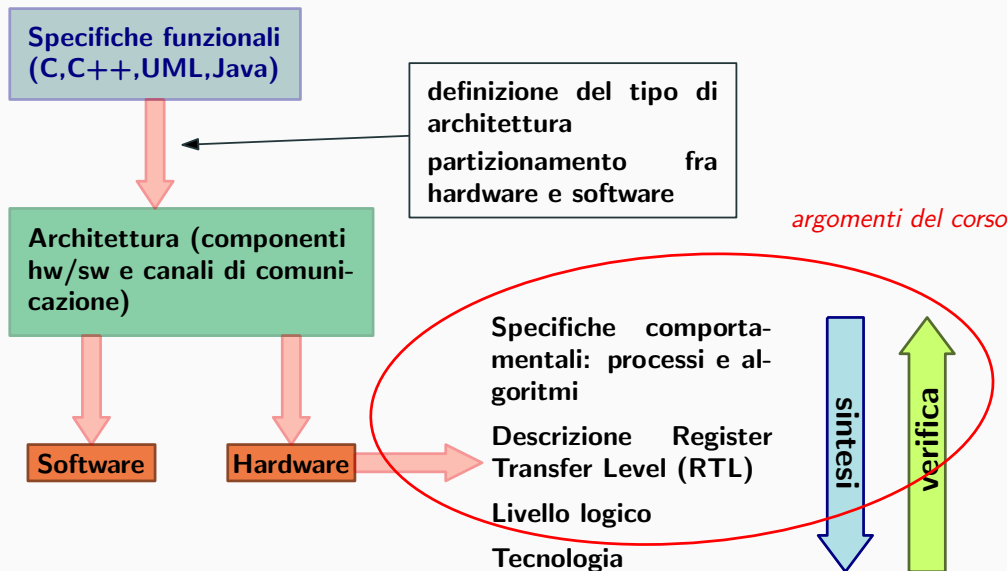 Specifiche funzionali
(C,C++,UML,Java)
definizione del tipo di
architettura
partizionamento fra
hardware e software
argomenti del corso
Architettura (componenti
hw/sw e canali di comuni-
cazione)
Specifiche comporta-
mentali: processi e al-
goritmi
Descrizione Register
Transfer Level (RTL)
Livello logico
Tecnologia
sintesi
verifica
Software
Hardware